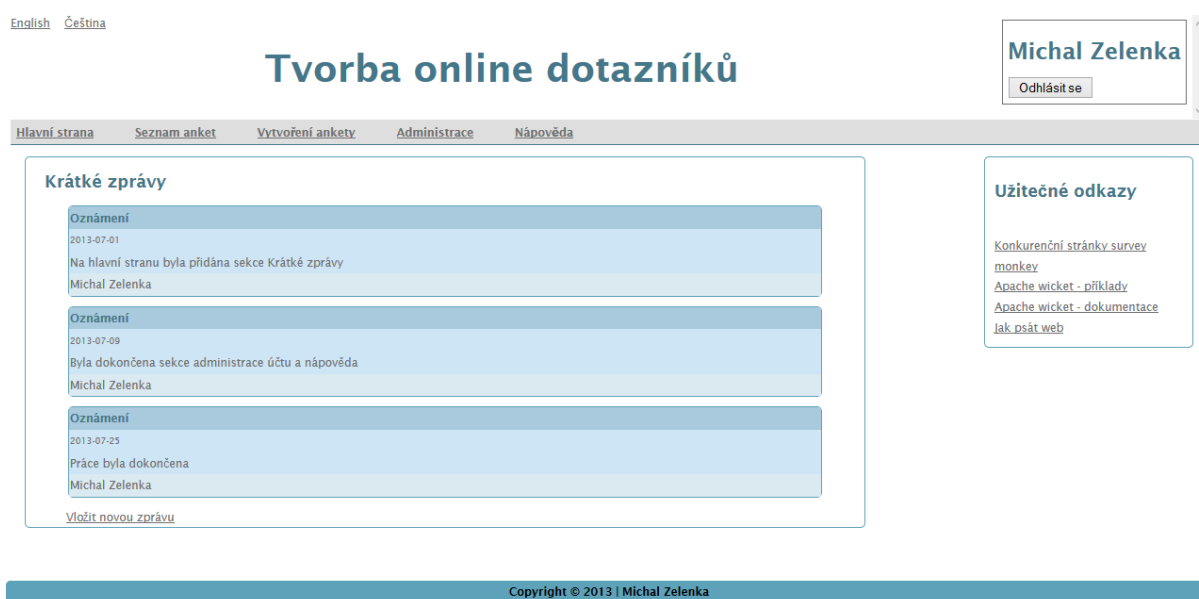 English Čeština
Tvorba online dotazníků
Michal Zelenka
Odhlásit se
Hlavní strana Seznam anket Vytvoření ankety Administrace Nápověda
Krátké zprávy
Oznámení
2013-07-01
Na hlavní stranu byla přidána sekce Krátké zprávy
Michal Zelenka
Oznámení
2013-07-09
Byla dokončena sekce administrace účtu a nápověda
Michal Zelenka
Oznámení
2013-07-25
Práce byla dokončena
Michal Zelenka
Vložit novou zprávu
Užitečné odkazy
Konkurenční stránky survey
monkey
Apache wicket - příklady
Apache wicket - dokumentace
Jak psát web
Copyright © 2013 | Michal Zelenka